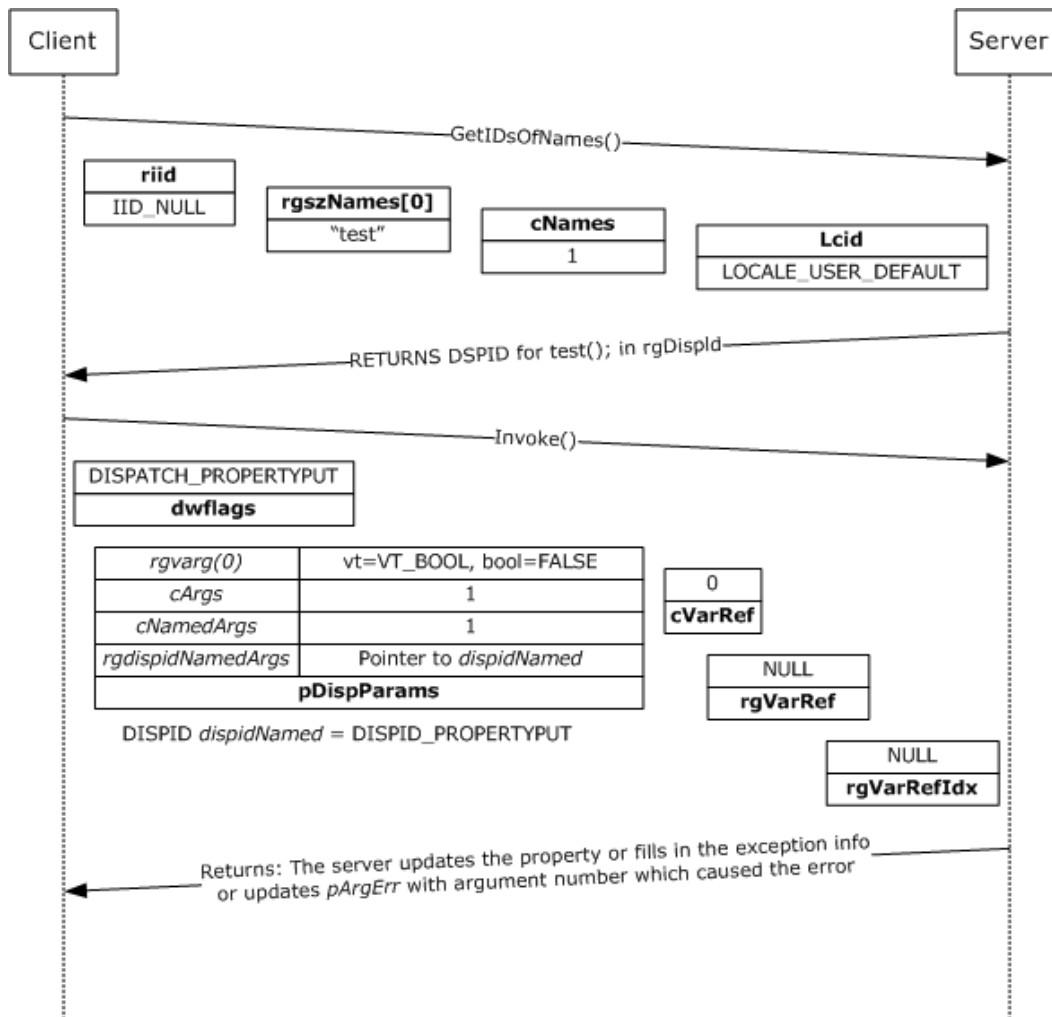 Client
Server
GetIDsOfNames()
riid
IID_NULL
rgszNames[0]
“test”
cNames
1
Lcid
LOCALE_USER_DEFAULT
RETURNS DSPID for test(); in rgDispId
Invoke()
DISPATCH_PROPERTYPUT
dwflags
rgvarg(0) vt=VT_BOOL, bool=FALSE
cArgs 1
cNamedArgs 1
rgdispidNamedArgs Pointer to dispidNamed
pDispParams
DISPID dispidNamed = DISPID_PROPERTYPUT
0
cVarRef
NULL
rgVarRef
NULL
rgVarRefIdx
Returns: The server updates the property or fills in the exception info
or updates pArgErr with argument number which caused the error